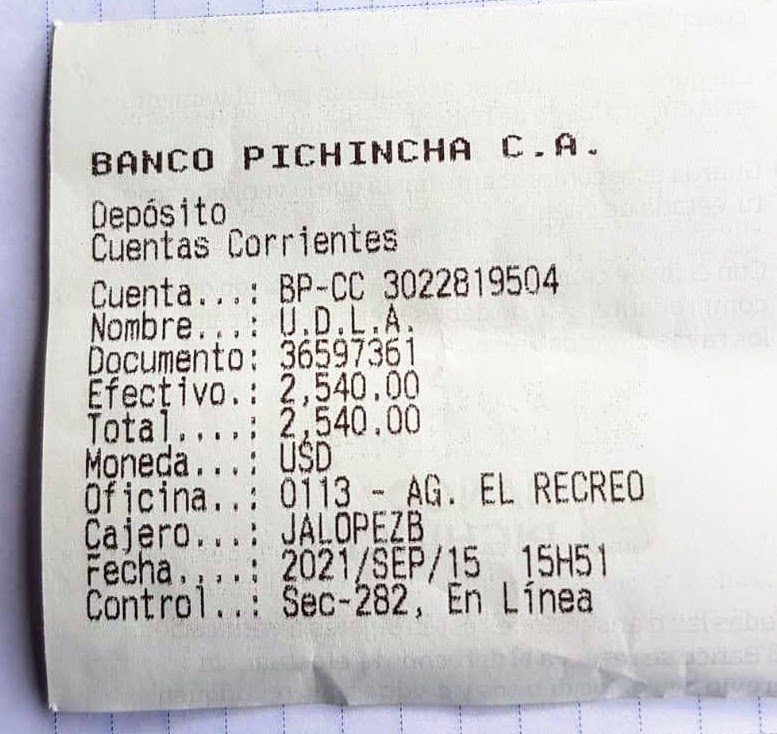 BANCO PICHINCHA C.A.
Depósito
Cuentas Corrientes
Cuenta...: BP-CC 3022819504
Nombre...: U.D.L.A.
Documento: 36597361
Efectivo.: 2,540.00
Total....: 2,540.00
Moneda...: USD
Oficina..: 0113 - AG. EL RECREO
Cajero...: JALOPEZB
Fecha....: 2021/SEP/15 15H51
Control..: Sec-282, En Línea